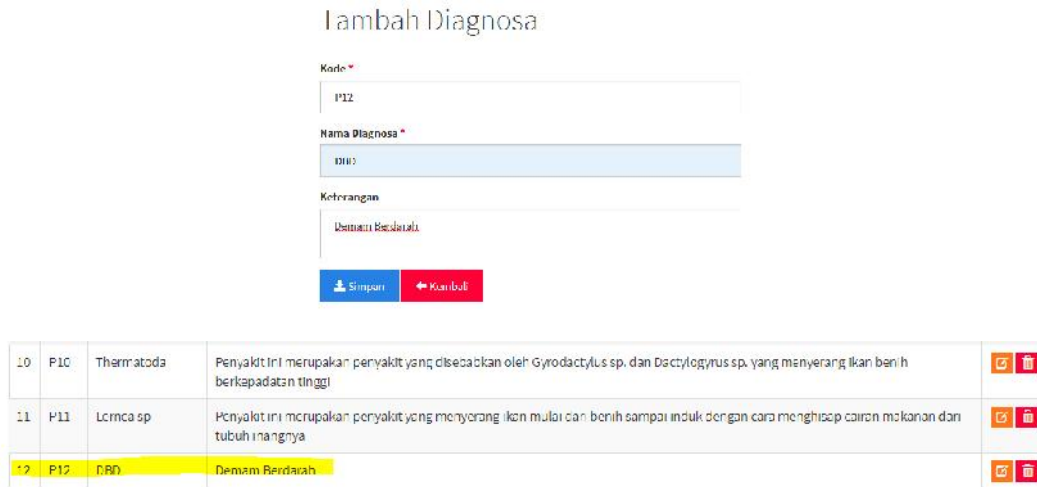 Tambah Diagnosa
Kode *
P12
Nama Diagnosa *
DBD
Keterangan
Demam Berdarah
Simpan
Kembali
10 P10 Thermatoda Penyakit ini merupakan penyakit yang disebabkan oleh Gyrodactylus sp. dan Dactylogyrus sp. yang menyerang ikan benih
berkepadatan tinggi
11 P11 Lernea sp Penyakit ini merupakan penyakit yang menyerang ikan mulai dari benih sampai induk dengan cara menghisap cairan makanan dari
tubuh inangnya
12 P12 DBD Demam Berdarah